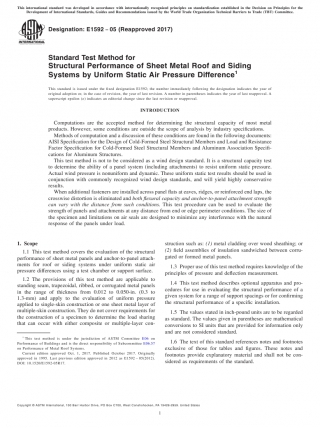 This international standard was developed in accordance with internationally recognized principles on standardization established in the Decision on Principles for the
Development of International Standards, Guides and Recommendations issued by the World Trade Organization Technical Barriers to Trade (TBT) Committee.
Designation: E1592 - 05 (Reapproved 2017)
Standard Test Method for
Structural Performance of Sheet Metal Roof and Siding
Systems by Uniform Static Air Pressure Difference1
This standard is issued under the fixed designation E1592; the number immediately following the designation indicates the year of
original adoption or, in the case of revision, the year of last revision. A number in parentheses indicates the year of last reapproval. A
superscript epsilon (ε) indicates an editorial change since the last revision or reapproval.
INTRODUCTION
Computations are the accepted method for determining the structural capacity of most metal
products. However, some conditions are outside the scope of analysis by industry specifications.
Methods of computation and a discussion of these conditions are found in the following documents:
AISI Specification for the Design of Cold-Formed Steel Structural Members and Load and Resistance
Factor Specification for Cold-Formed Steel Structural Members and Aluminum Association Specifi-
cations for Aluminum Structures.
This test method is not to be considered as a wind design standard. It is a structural capacity test
to determine the ability of a panel system (including attachments) to resist uniform static pressure.
Actual wind pressure is nonuniform and dynamic. These uniform static test results should be used in
conjunction with commonly recognized wind design standards, and will yield highly conservative
results.
When additional fasteners are installed across panel flats at eaves, ridges, or reinforced end laps, the
crosswise distortion is eliminated and both flexural capacity and anchor-to-panel attachment strength
can vary with the distance from such conditions. This test procedure can be used to evaluate the
strength of panels and attachments at any distance from end or edge perimeter conditions. The size of
the specimen and limitations on air seals are designed to minimize any interference with the natural
response of the panels under load.
1. Scope
1.1 This test method covers the evaluation of the structural
performance of sheet metal panels and anchor-to-panel attach-
ments for roof or siding systems under uniform static air
pressure differences using a test chamber or support surface.
1.2 The provisions of this test method are applicable to
standing seam, trapezoidal, ribbed, or corrugated metal panels
in the range of thickness from 0.012 to 0.050-in. (0.3 to
1.3-mm) and apply to the evaluation of uniform pressure
applied to single-skin construction or one sheet metal layer of
multiple-skin construction. They do not cover requirements for
the construction of a specimen to determine the load sharing
that can occur with either composite or multiple-layer con-
1 This test method is under the jurisdiction of ASTM Committee E06 on
Performance of Buildings and is the direct responsibility of Subcommittee E06.57
on Performance of Metal Roof Systems.
Current edition approved Oct. 1, 2017. Published October 2017. Originally
approved in 1995. Last previous edition approved in 2012 as E1592 - 05(2012).
DOI: 10.1520/E1592-05R17.
struction such as: (1) metal cladding over wood sheathing; or
(2) field assemblies of insulation sandwiched between corru-
gated or formed metal panels.
1.3 Proper use of this test method requires knowledge of the
principles of pressure and deflection measurement.
1.4 This test method describes optional apparatus and pro-
cedures for use in evaluating the structural performance of a
given system for a range of support spacings or for confirming
the structural performance of a specific installation.
1.5 The values stated in inch-pound units are to be regarded
as standard. The values given in parentheses are mathematical
conversions to SI units that are provided for information only
and are not considered standard.
1.6 The text of this standard references notes and footnotes
exclusive of those for tables and figures. These notes and
footnotes provide explanatory material and shall not be con-
sidered as requirements of the standard.
Copyright © ASTM International, 100 Barr Harbor Drive, PO Box C700, West Conshohocken, PA 19428-2959. United States
1